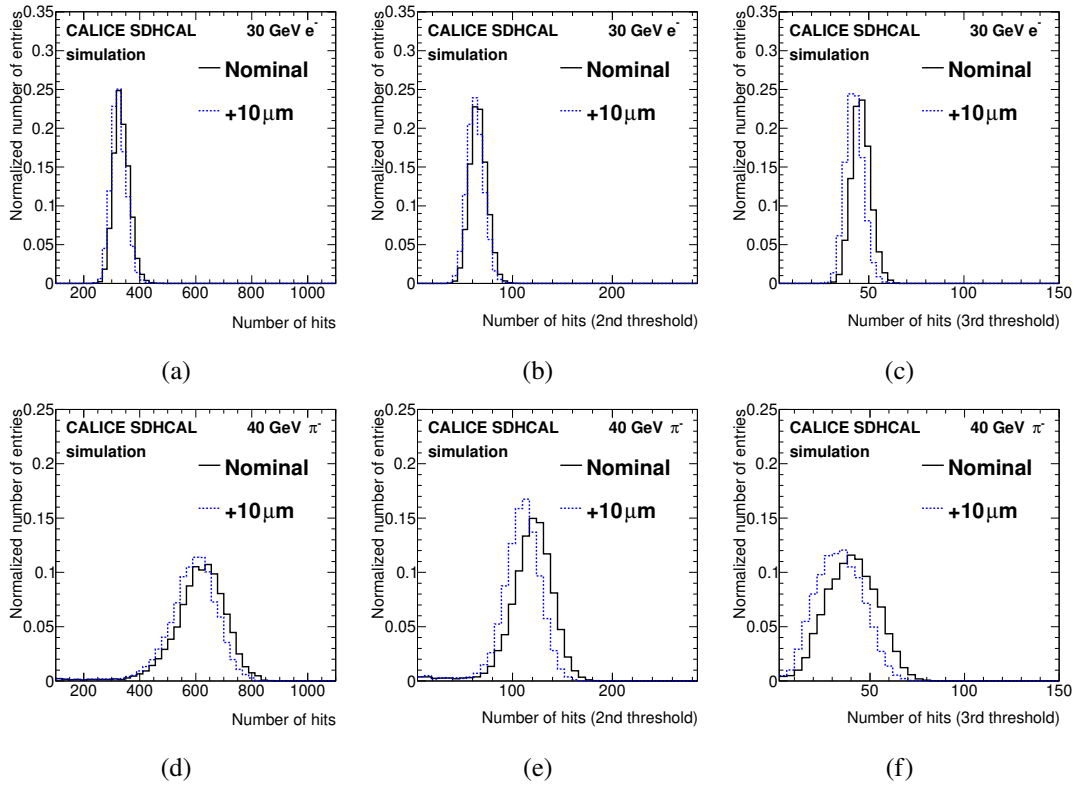 Normalized number of entries
0.35
0.3
0.25
0.2
0.15
0.1
0.05
0
CALICE SDHCAL 30 GeV e-
simulation
Nominal
+10μm
200 400 600 800 1000
Number of hits
(a)
Normalized number of entries
0.35
0.3
0.25
0.2
0.15
0.1
0.05
0
CALICE SDHCAL 30 GeV e-
simulation
Nominal
+10μm
100 200
Number of hits (2nd threshold)
(b)
Normalized number of entries
0.35
0.3
0.25
0.2
0.15
0.1
0.05
0
CALICE SDHCAL 30 GeV e-
simulation
Nominal
+10μm
50 100 150
Number of hits (3rd threshold)
(c)
Normalized number of entries
0.25
0.2
0.15
0.1
0.05
0
CALICE SDHCAL 40 GeV π-
simulation
Nominal
+10μm
200 400 600 800 1000
Number of hits
(d)
Normalized number of entries
0.25
0.2
0.15
0.1
0.05
0
CALICE SDHCAL 40 GeV π-
simulation
Nominal
+10μm
100 200
Number of hits (2nd threshold)
(e)
Normalized number of entries
0.25
0.2
0.15
0.1
0.05
0
CALICE SDHCAL 40 GeV π-
simulation
Nominal
+10μm
50 100 150
Number of hits (3rd threshold)
(f)